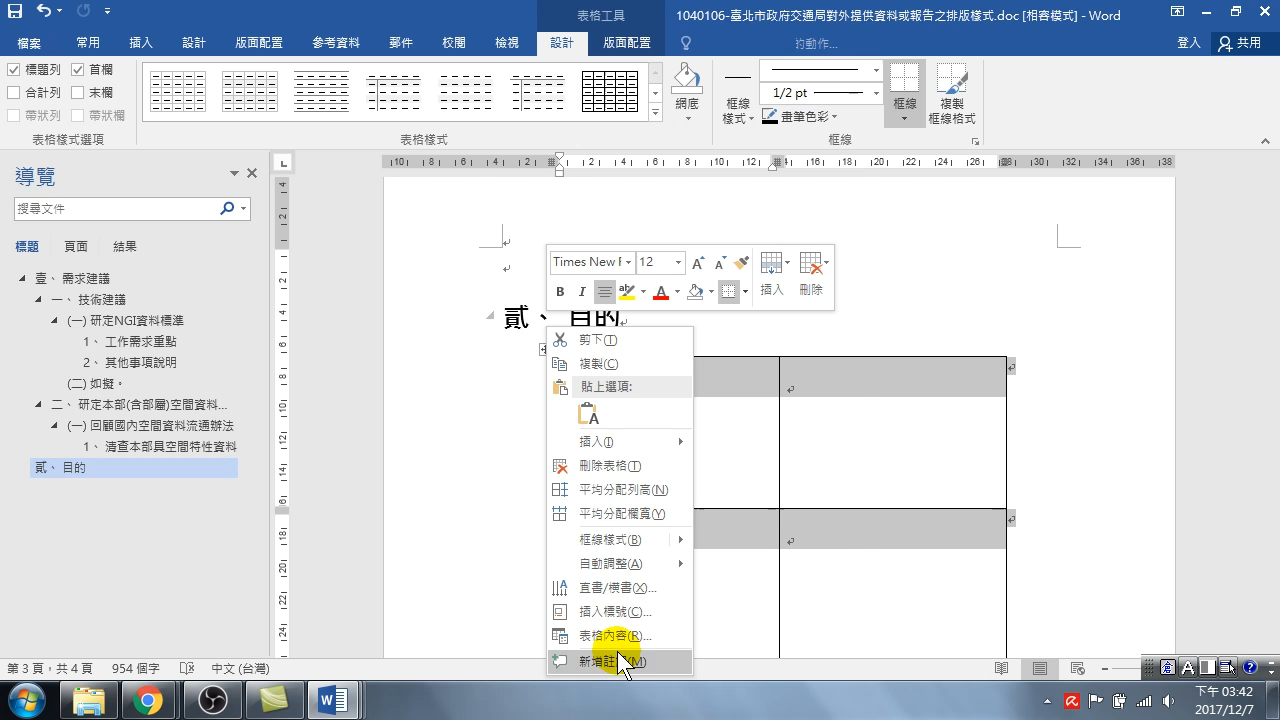 表格工具
1040106-臺北市政府交通局對外提供資料或報告之排版樣式.doc [相容模式] - Word
檔案 常用 插入 設計 版面配置 參考資料 郵件 校閱 檢視 設計 版面配置 的動作... 登入 共用
標題列 首欄
合計列 末欄
帶狀列 帶狀欄
表格樣式選項
表格樣式
網底
框線樣式
1/2 pt
畫筆色彩
框線
複製框線格式
框線
導覽
搜尋文件
標題 頁面 結果
壹、 需求建議
一、 技術建議
(一) 研定NGI資料標準
1、 工作需求重點
2、 其他事項說明
(二) 如擬。
二、 研定本部(含部屬)空間資料...
(一) 回顧國內空間資料流通辦法
1、 清查本部具空間特性資料
貳、 目的
Times New F 12
B I A
插入 刪除
貳、 目的
剪下(T)
複製(C)
貼上選項:
插入(I)
刪除表格(T)
平均分配列高(N)
平均分配欄寬(Y)
框線樣式(B)
自動調整(A)
直書/橫書(X)...
插入標號(C)...
表格內容(R)...
新增註 (M)
第 3 頁，共 4 頁 954 個字 中文 (台灣)
下午 03:42
2017/12/7